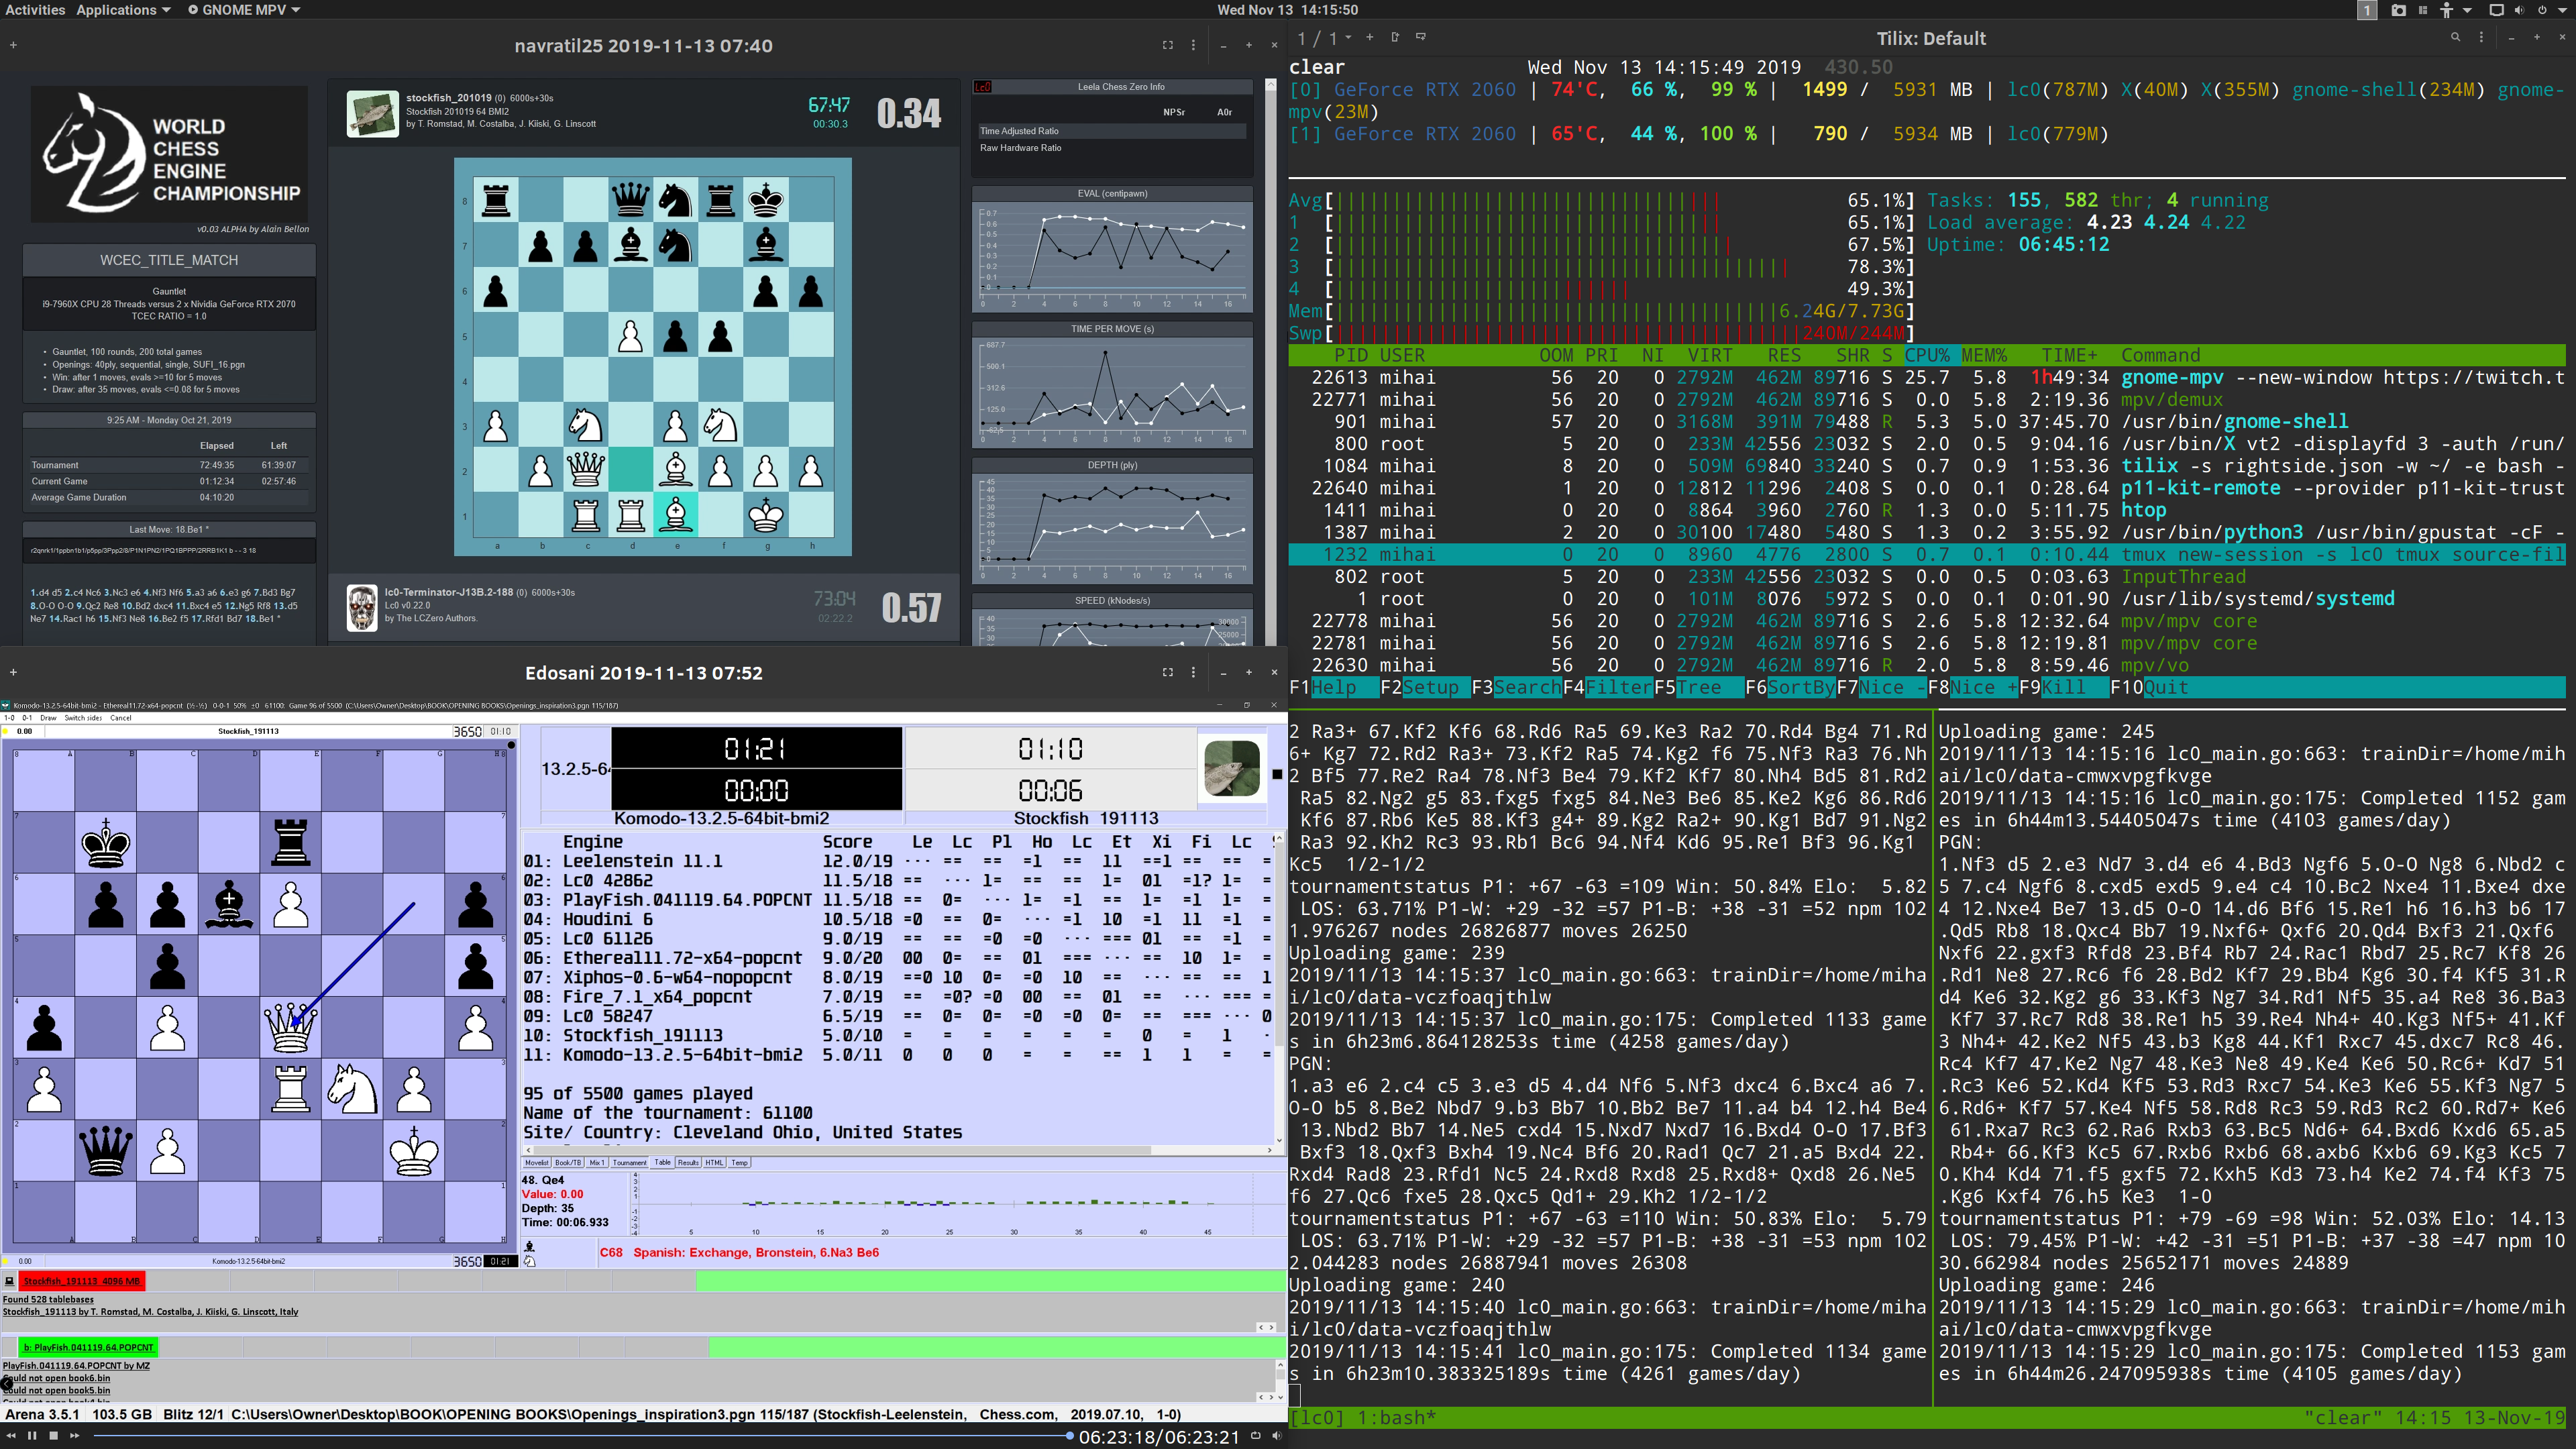 Activities Applications GNOME MPV Wed Nov 13 14:15:50 1
navratil25 2019-11-13 07:40
WORLD
CHESS
ENGINE
CHAMPIONSHIP
v0.03 ALPHA by Alain Bellon
WCEC_TITLE_MATCH
Gauntlet
i9-7960X CPU 28 Threads versus 2 x Nvidia GeForce RTX 2070
TCEC RATIO = 1.0
Gauntlet, 100 rounds, 200 total games
Openings: 40ply, sequential, single, SUFI_16.pgn
Win: after 1 moves, evals >=10 for 5 moves
Draw: after 35 moves, evals <=0.08 for 5 moves
9:25 AM - Monday Oct 21, 2019
Elapsed Left
Tournament 72:49:35 61:39:07
Current Game 01:12:34 02:57:46
Average Game Duration 04:10:20
Last Move: 18.Be1 *
r2qnrk1/1ppbn1b1/p5pp/3Ppp2/8/P1N1PN2/1PQ1BPPP/2RRB1K1 b - - 3 18
1.d4 d5 2.c4 Nc6 3.Nc3 e6 4.Nf3 Nf6 5.a3 a6 6.e3 g6 7.Bd3 Bg7
8.O-O O-O 9.Qc2 Re8 10.Bd2 dxc4 11.Bxc4 e5 12.Ng5 Rf8 13.d5
Ne7 14.Rac1 h6 15.Nf3 Ne8 16.Be2 f5 17.Rfd1 Bd7 18.Be1 *
stockfish_201019 (0) 6000s+30s
Stockfish 201019 64 BMI2
by T. Romstad, M. Costalba, J. Kiiski, G. Linscott
67:47
00:30.3
0.34
8
7
6
5
4
3
2
1
a b c d e f g h
lc0-Terminator-J13B.2-188 (0) 6000s+30s
Lc0 v0.22.0
by The LCZero Authors.
73:04
02:22.2
0.57
Lc0 Leela Chess Zero Info
NPSr A0r
Time Adjusted Ratio
Raw Hardware Ratio
EVAL (centipawn)
TIME PER MOVE (s)
DEPTH (ply)
SPEED (kNodes/s)
Edosani 2019-11-13 07:52
Komodo-13.2.5-64bit-bmi2 - Ethereal11.72-x64-popcnt (½-½) 0-0-1 50% ±0 61100: Game 96 of 5500 (C:\Users\Owner\Desktop\BOOK\OPENING BOOKS\Openings_inspiration3.pgn 115/187)
1-0 0-1 Draw Switch sides Cancel
0.00 Stockfish_191113 3650 01:10
0.00 Komodo-13.2.5-64bit-bmi2 3650 01:21
13.2.5-64
01:21 01:10
00:00 00:06
Komodo-13.2.5-64bit-bmi2 Stockfish_191113
Engine Score Le Lc Pl Ho Lc Et Xi Fi Lc
01: Leelenstein 11.1 12.0/19 --- == == =1 == 11 ==1 == == =
02: Lc0 42862 11.5/18 == --- 1= == == 1= 01 =1? 1= =
03: PlayFish.041119.64.POPCNT 11.5/18 == 0= --- 1= =1 == 1= =1 1= =
04: Houdini 6 10.5/18 =0 == 0= --- =1 10 =1 11 =1 =
05: Lc0 61126 9.0/19 == == =0 =0 --- === 01 == =1 =
06: Ethereal11.72-x64-popcnt 9.0/20 00 0= == 01 === --- == 10 1= =
07: Xiphos-0.6-w64-nopopcnt 8.0/19 ==0 10 0= =0 10 == --- == == 1
08: Fire_7.1_x64_popcnt 7.0/19 == =0? =0 00 == 01 == --- === =
09: Lc0 58247 6.5/19 == 0= 0= =0 =0 0= == === --- 0
10: Stockfish_191113 5.0/10 = = = = = = 0 = 1 -
11: Komodo-13.2.5-64bit-bmi2 5.0/11 0 0 0 = = == 1 1 = =
95 of 5500 games played
Name of the tournament: 61100
Site/ Country: Cleveland Ohio, United States
Movelist Book/TB Mix 1 Tournament Table Results HTML Temp
48. Qe4
Value: 0.00
Depth: 35
Time: 00:06.933
5 10 15 20 25 30 35 40 45
C68 Spanish: Exchange, Bronstein, 6.Na3 Be6
Stockfish_191113 4096 MB
Found 528 tablebases
Stockfish_191113 by T. Romstad, M. Costalba, J. Kiiski, G. Linscott, Italy
b: PlayFish.041119.64.POPCNT
PlayFish.041119.64.POPCNT by MZ
Could not open book6.bin
Could not open book5.bin
Arena 3.5.1 103.5 GB Blitz 12/1 C:\Users\Owner\Desktop\BOOK\OPENING BOOKS\Openings_inspiration3.pgn 115/187 (Stockfish-Leelenstein, Chess.com, 2019.07.10, 1-0)
06:23:18/06:23:21
1 / 1 Tilix: Default
clear Wed Nov 13 14:15:49 2019 430.50
[0] GeForce RTX 2060 | 74'C, 66 %, 99 % | 1499 / 5931 MB | lc0(787M) X(40M) X(355M) gnome-shell(234M) gnome-
mpv(23M)
[1] GeForce RTX 2060 | 65'C, 44 %, 100 % | 790 / 5934 MB | lc0(779M)
Avg[ 65.1%] Tasks: 155, 582 thr; 4 running
1 [ 65.1%] Load average: 4.23 4.24 4.22
2 [ 67.5%] Uptime: 06:45:12
3 [ 78.3%]
4 [ 49.3%]
Mem[ 6.24G/7.73G]
Swp[ 240M/244M]
PID USER OOM PRI NI VIRT RES SHR S CPU% MEM% TIME+ Command
22613 mihai 56 20 0 2792M 462M 89716 S 25.7 5.8 1h49:34 gnome-mpv --new-window https://twitch.t
22771 mihai 56 20 0 2792M 462M 89716 S 0.0 5.8 2:19.36 mpv/demux
901 mihai 57 20 0 3168M 391M 79488 R 5.3 5.0 37:45.70 /usr/bin/gnome-shell
800 root 5 20 0 233M 42556 23032 S 2.0 0.5 9:04.16 /usr/bin/X vt2 -displayfd 3 -auth /run/
1084 mihai 8 20 0 509M 69840 33240 S 0.7 0.9 1:53.36 tilix -s rightside.json -w ~/ -e bash -
22640 mihai 1 20 0 12812 11296 2408 S 0.0 0.1 0:28.64 p11-kit-remote --provider p11-kit-trust
1411 mihai 0 20 0 8864 3960 2760 R 1.3 0.0 5:11.75 htop
1387 mihai 2 20 0 30100 17480 5480 S 1.3 0.2 3:55.92 /usr/bin/python3 /usr/bin/gpustat -cF -
1232 mihai 0 20 0 8960 4776 2800 S 0.7 0.1 0:10.44 tmux new-session -s lc0 tmux source-fil
802 root 5 20 0 233M 42556 23032 S 0.0 0.5 0:03.63 InputThread
1 root 0 20 0 101M 8076 5972 S 0.0 0.1 0:01.90 /usr/lib/systemd/systemd
22778 mihai 56 20 0 2792M 462M 89716 S 2.6 5.8 12:32.64 mpv/mpv core
22781 mihai 56 20 0 2792M 462M 89716 S 2.6 5.8 12:19.81 mpv/mpv core
22630 mihai 56 20 0 2792M 462M 89716 R 2.0 5.8 8:59.46 mpv/vo
F1Help F2Setup F3SearchF4FilterF5Tree F6SortByF7Nice -F8Nice +F9Kill F10Quit
2 Ra3+ 67.Kf2 Kf6 68.Rd6 Ra5 69.Ke3 Ra2 70.Rd4 Bg4 71.Rd
6+ Kg7 72.Rd2 Ra3+ 73.Kf2 Ra5 74.Kg2 f6 75.Nf3 Ra3 76.Nh
2 Bf5 77.Re2 Ra4 78.Nf3 Be4 79.Kf2 Kf7 80.Nh4 Bd5 81.Rd2
Ra5 82.Ng2 g5 83.fxg5 fxg5 84.Ne3 Be6 85.Ke2 Kg6 86.Rd6
Kf6 87.Rb6 Ke5 88.Kf3 g4+ 89.Kg2 Ra2+ 90.Kg1 Bd7 91.Ng2
Ra3 92.Kh2 Rc3 93.Rb1 Bc6 94.Nf4 Kd6 95.Re1 Bf3 96.Kg1
Kc5 1/2-1/2
tournamentstatus P1: +67 -63 =109 Win: 50.84% Elo: 5.82
LOS: 63.71% P1-W: +29 -32 =57 P1-B: +38 -31 =52 npm 102
1.976267 nodes 26826877 moves 26250
Uploading game: 239
2019/11/13 14:15:37 lc0_main.go:663: trainDir=/home/miha
i/lc0/data-vczfoaqjthlw
2019/11/13 14:15:37 lc0_main.go:175: Completed 1133 game
s in 6h23m6.864128253s time (4258 games/day)
PGN:
1.a3 e6 2.c4 c5 3.e3 d5 4.d4 Nf6 5.Nf3 dxc4 6.Bxc4 a6 7.
O-O b5 8.Be2 Nbd7 9.b3 Bb7 10.Bb2 Be7 11.a4 b4 12.h4 Be4
13.Nbd2 Bb7 14.Ne5 cxd4 15.Nxd7 Nxd7 16.Bxd4 O-O 17.Bf3
Bxf3 18.Qxf3 Bxh4 19.Nc4 Bf6 20.Rad1 Qc7 21.a5 Bxd4 22.
Rxd4 Rad8 23.Rfd1 Nc5 24.Rxd8 Rxd8 25.Rxd8+ Qxd8 26.Ne5
f6 27.Qc6 fxe5 28.Qxc5 Qd1+ 29.Kh2 1/2-1/2
tournamentstatus P1: +67 -63 =110 Win: 50.83% Elo: 5.79
LOS: 63.71% P1-W: +29 -32 =57 P1-B: +38 -31 =53 npm 102
2.044283 nodes 26887941 moves 26308
Uploading game: 240
2019/11/13 14:15:40 lc0_main.go:663: trainDir=/home/miha
i/lc0/data-vczfoaqjthlw
2019/11/13 14:15:41 lc0_main.go:175: Completed 1134 game
s in 6h23m10.383325189s time (4261 games/day)
Uploading game: 245
2019/11/13 14:15:16 lc0_main.go:663: trainDir=/home/mih
ai/lc0/data-cmwxvpgfkvge
2019/11/13 14:15:16 lc0_main.go:175: Completed 1152 gam
es in 6h44m13.54405047s time (4103 games/day)
PGN:
1.Nf3 d5 2.e3 Nd7 3.d4 e6 4.Bd3 Ngf6 5.O-O Ng8 6.Nbd2 c
5 7.c4 Ngf6 8.cxd5 exd5 9.e4 c4 10.Bc2 Nxe4 11.Bxe4 dxe
4 12.Nxe4 Be7 13.d5 O-O 14.d6 Bf6 15.Re1 h6 16.h3 b6 17
.Qd5 Rb8 18.Qxc4 Bb7 19.Nxf6+ Qxf6 20.Qd4 Bxf3 21.Qxf6
Nxf6 22.gxf3 Rfd8 23.Bf4 Rb7 24.Rac1 Rbd7 25.Rc7 Kf8 26
.Rd1 Ne8 27.Rc6 f6 28.Bd2 Kf7 29.Bb4 Kg6 30.f4 Kf5 31.R
d4 Ke6 32.Kg2 g6 33.Kf3 Ng7 34.Rd1 Nf5 35.a4 Re8 36.Ba3
Kf7 37.Rc7 Rd8 38.Re1 h5 39.Re4 Nh4+ 40.Kg3 Nf5+ 41.Kf
3 Nh4+ 42.Ke2 Nf5 43.b3 Kg8 44.Kf1 Rxc7 45.dxc7 Rc8 46.
Rc4 Kf7 47.Ke2 Ng7 48.Ke3 Ne8 49.Ke4 Ke6 50.Rc6+ Kd7 51
.Rc3 Ke6 52.Kd4 Kf5 53.Rd3 Rxc7 54.Ke3 Ke6 55.Kf3 Ng7 5
6.Rd6+ Kf7 57.Ke4 Nf5 58.Rd8 Rc3 59.Rd3 Rc2 60.Rd7+ Ke6
61.Rxa7 Rc3 62.Ra6 Rxb3 63.Bc5 Nd6+ 64.Bxd6 Kxd6 65.a5
Rb4+ 66.Kf3 Kc5 67.Rxb6 Rxb6 68.axb6 Kxb6 69.Kg3 Kc5 7
0.Kh4 Kd4 71.f5 gxf5 72.Kxh5 Kd3 73.h4 Ke2 74.f4 Kf3 75
.Kg6 Kxf4 76.h5 Ke3 1-0
tournamentstatus P1: +79 -69 =98 Win: 52.03% Elo: 14.13
LOS: 79.45% P1-W: +42 -31 =51 P1-B: +37 -38 =47 npm 10
30.662984 nodes 25652171 moves 24889
Uploading game: 246
2019/11/13 14:15:29 lc0_main.go:663: trainDir=/home/mih
ai/lc0/data-cmwxvpgfkvge
2019/11/13 14:15:29 lc0_main.go:175: Completed 1153 gam
es in 6h44m26.247095938s time (4105 games/day)
[lc0] 1:bash* "clear" 14:15 13-Nov-19